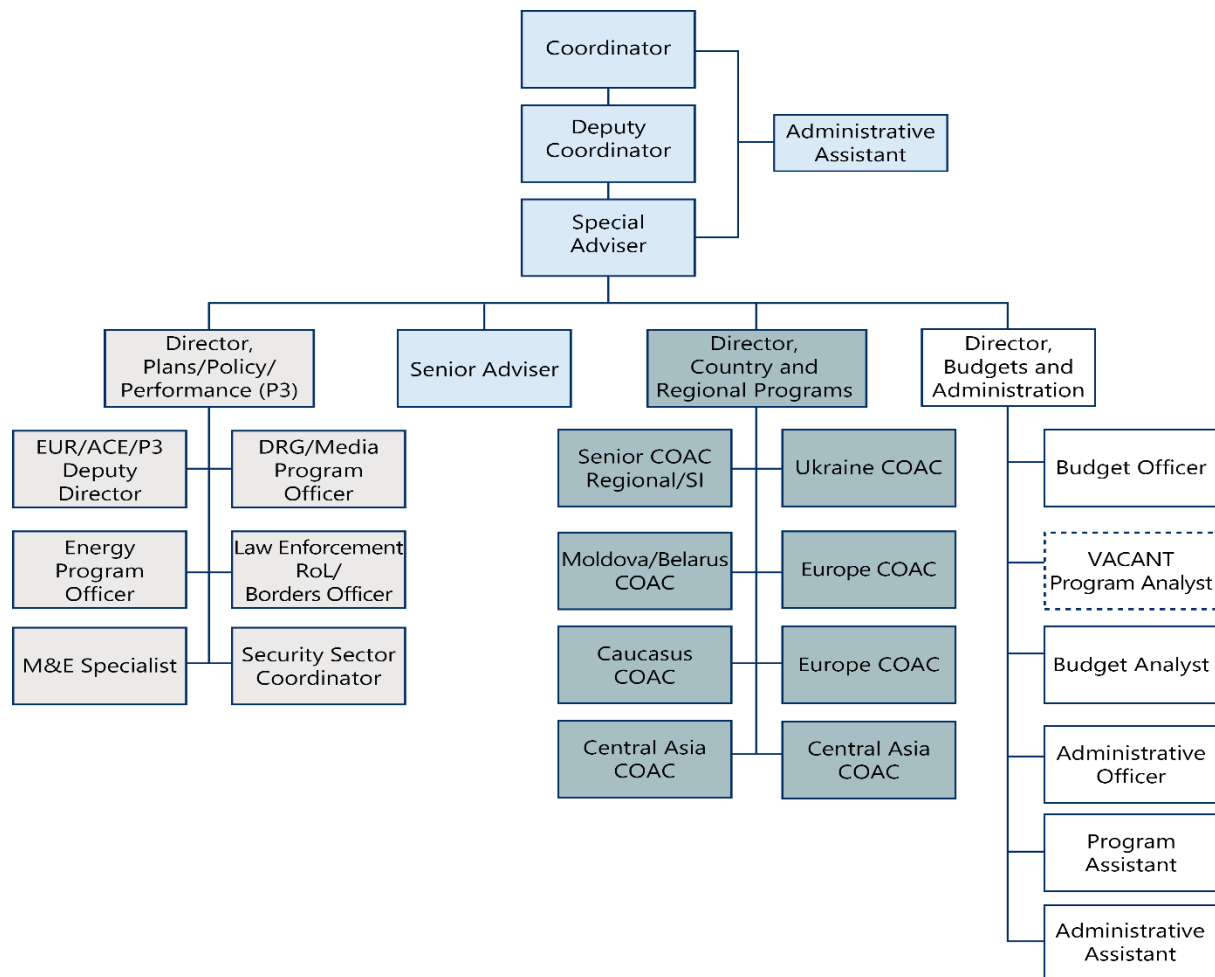 Coordinator
Deputy
Coordinator
Administrative
Assistant
Special
Adviser
Director,
Plans/Policy/
Performance (P3)
Senior Adviser
Director,
Country and
Regional Programs
Director,
Budgets and
Administration
EUR/ACE/P3
Deputy
Director
DRG/Media
Program
Officer
Energy
Program
Officer
Law Enforcement
RoL/
Borders Officer
M&E Specialist
Security Sector
Coordinator
Senior COAC
Regional/SI
Ukraine COAC
Moldova/Belarus
COAC
Europe COAC
Caucasus
COAC
Europe COAC
Central Asia
COAC
Central Asia
COAC
Budget Officer
VACANT
Program Analyst
Budget Analyst
Administrative
Officer
Program
Assistant
Administrative
Assistant